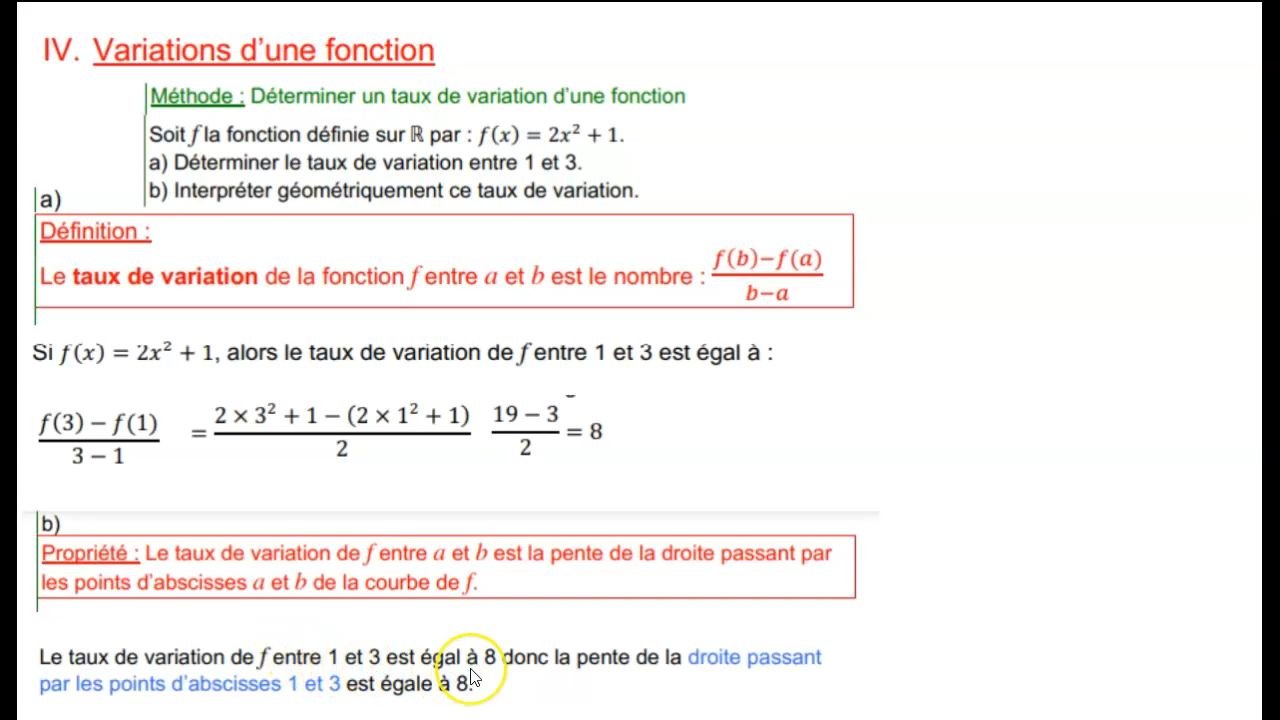 IV. Variations d'une fonction
Méthode : Déterminer un taux de variation d'une fonction
Soit f la fonction définie sur ℝ par : f(x) = 2x² + 1.
a) Déterminer le taux de variation entre 1 et 3.
b) Interpréter géométriquement ce taux de variation.
a)
Définition :
Le taux de variation de la fonction f entre a et b est le nombre : (f(b)−f(a))/(b−a)
Si f(x) = 2x² + 1, alors le taux de variation de f entre 1 et 3 est égal à :
(f(3) − f(1))/(3 − 1) = (2 × 3² + 1 − (2 × 1² + 1))/2 (19 − 3)/2 = 8
b)
Propriété : Le taux de variation de f entre a et b est la pente de la droite passant par
les points d'abscisses a et b de la courbe de f.
Le taux de variation de f entre 1 et 3 est égal à 8 donc la pente de la droite passant
par les points d'abscisses 1 et 3 est égale à 8.